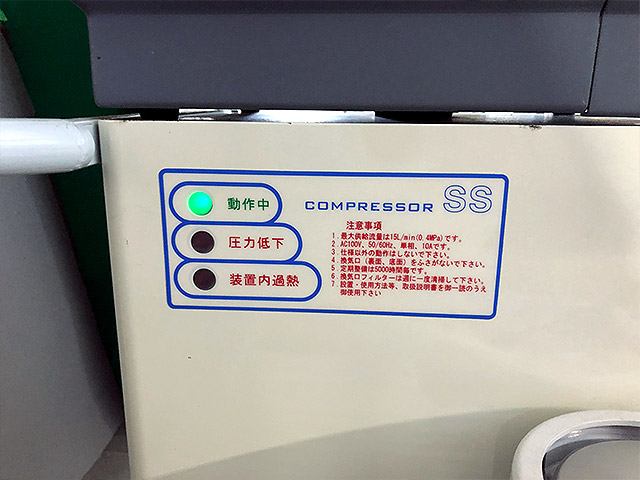 動作中
COMPRESSOR SS
圧力低下
装置内過熱
注意事項
1. 最大供給流量は15L/min(0.4MPa)です。
2. AC100V、50/60Hz、単相、10Aです。
3. 仕様以外の動作はしないで下さい。
4. 換気口(裏面、底面)をふさがないで下さい。
5. 定期整備は5000時間毎です。
6. 換気口フィルターは週に一度清掃して下さい。
7. 設置・使用方法等、取扱説明書を御一読のうえ
御使用下さい